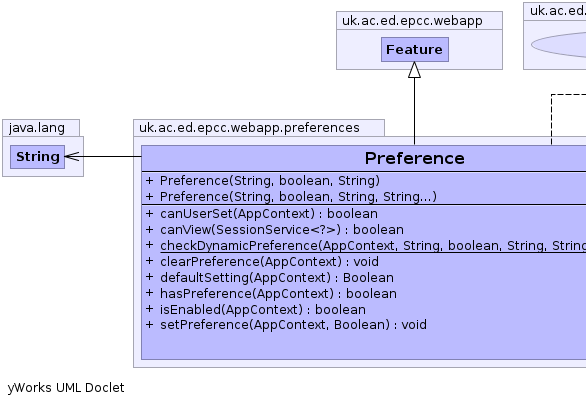 uk.ac.ed.epcc.webapp
uk.ac.ed.
Feature
java.lang
String
uk.ac.ed.epcc.webapp.preferences
Preference
+ Preference(String, boolean, String)
+ Preference(String, boolean, String, String...)
+ canUserSet(AppContext) : boolean
+ canView(SessionService<?>) : boolean
+ checkDynamicPreference(AppContext, String, boolean, String, String
+ clearPreference(AppContext) : void
+ defaultSetting(AppContext) : Boolean
+ hasPreference(AppContext) : boolean
+ isEnabled(AppContext) : boolean
+ setPreference(AppContext, Boolean) : void
yWorks UML Doclet